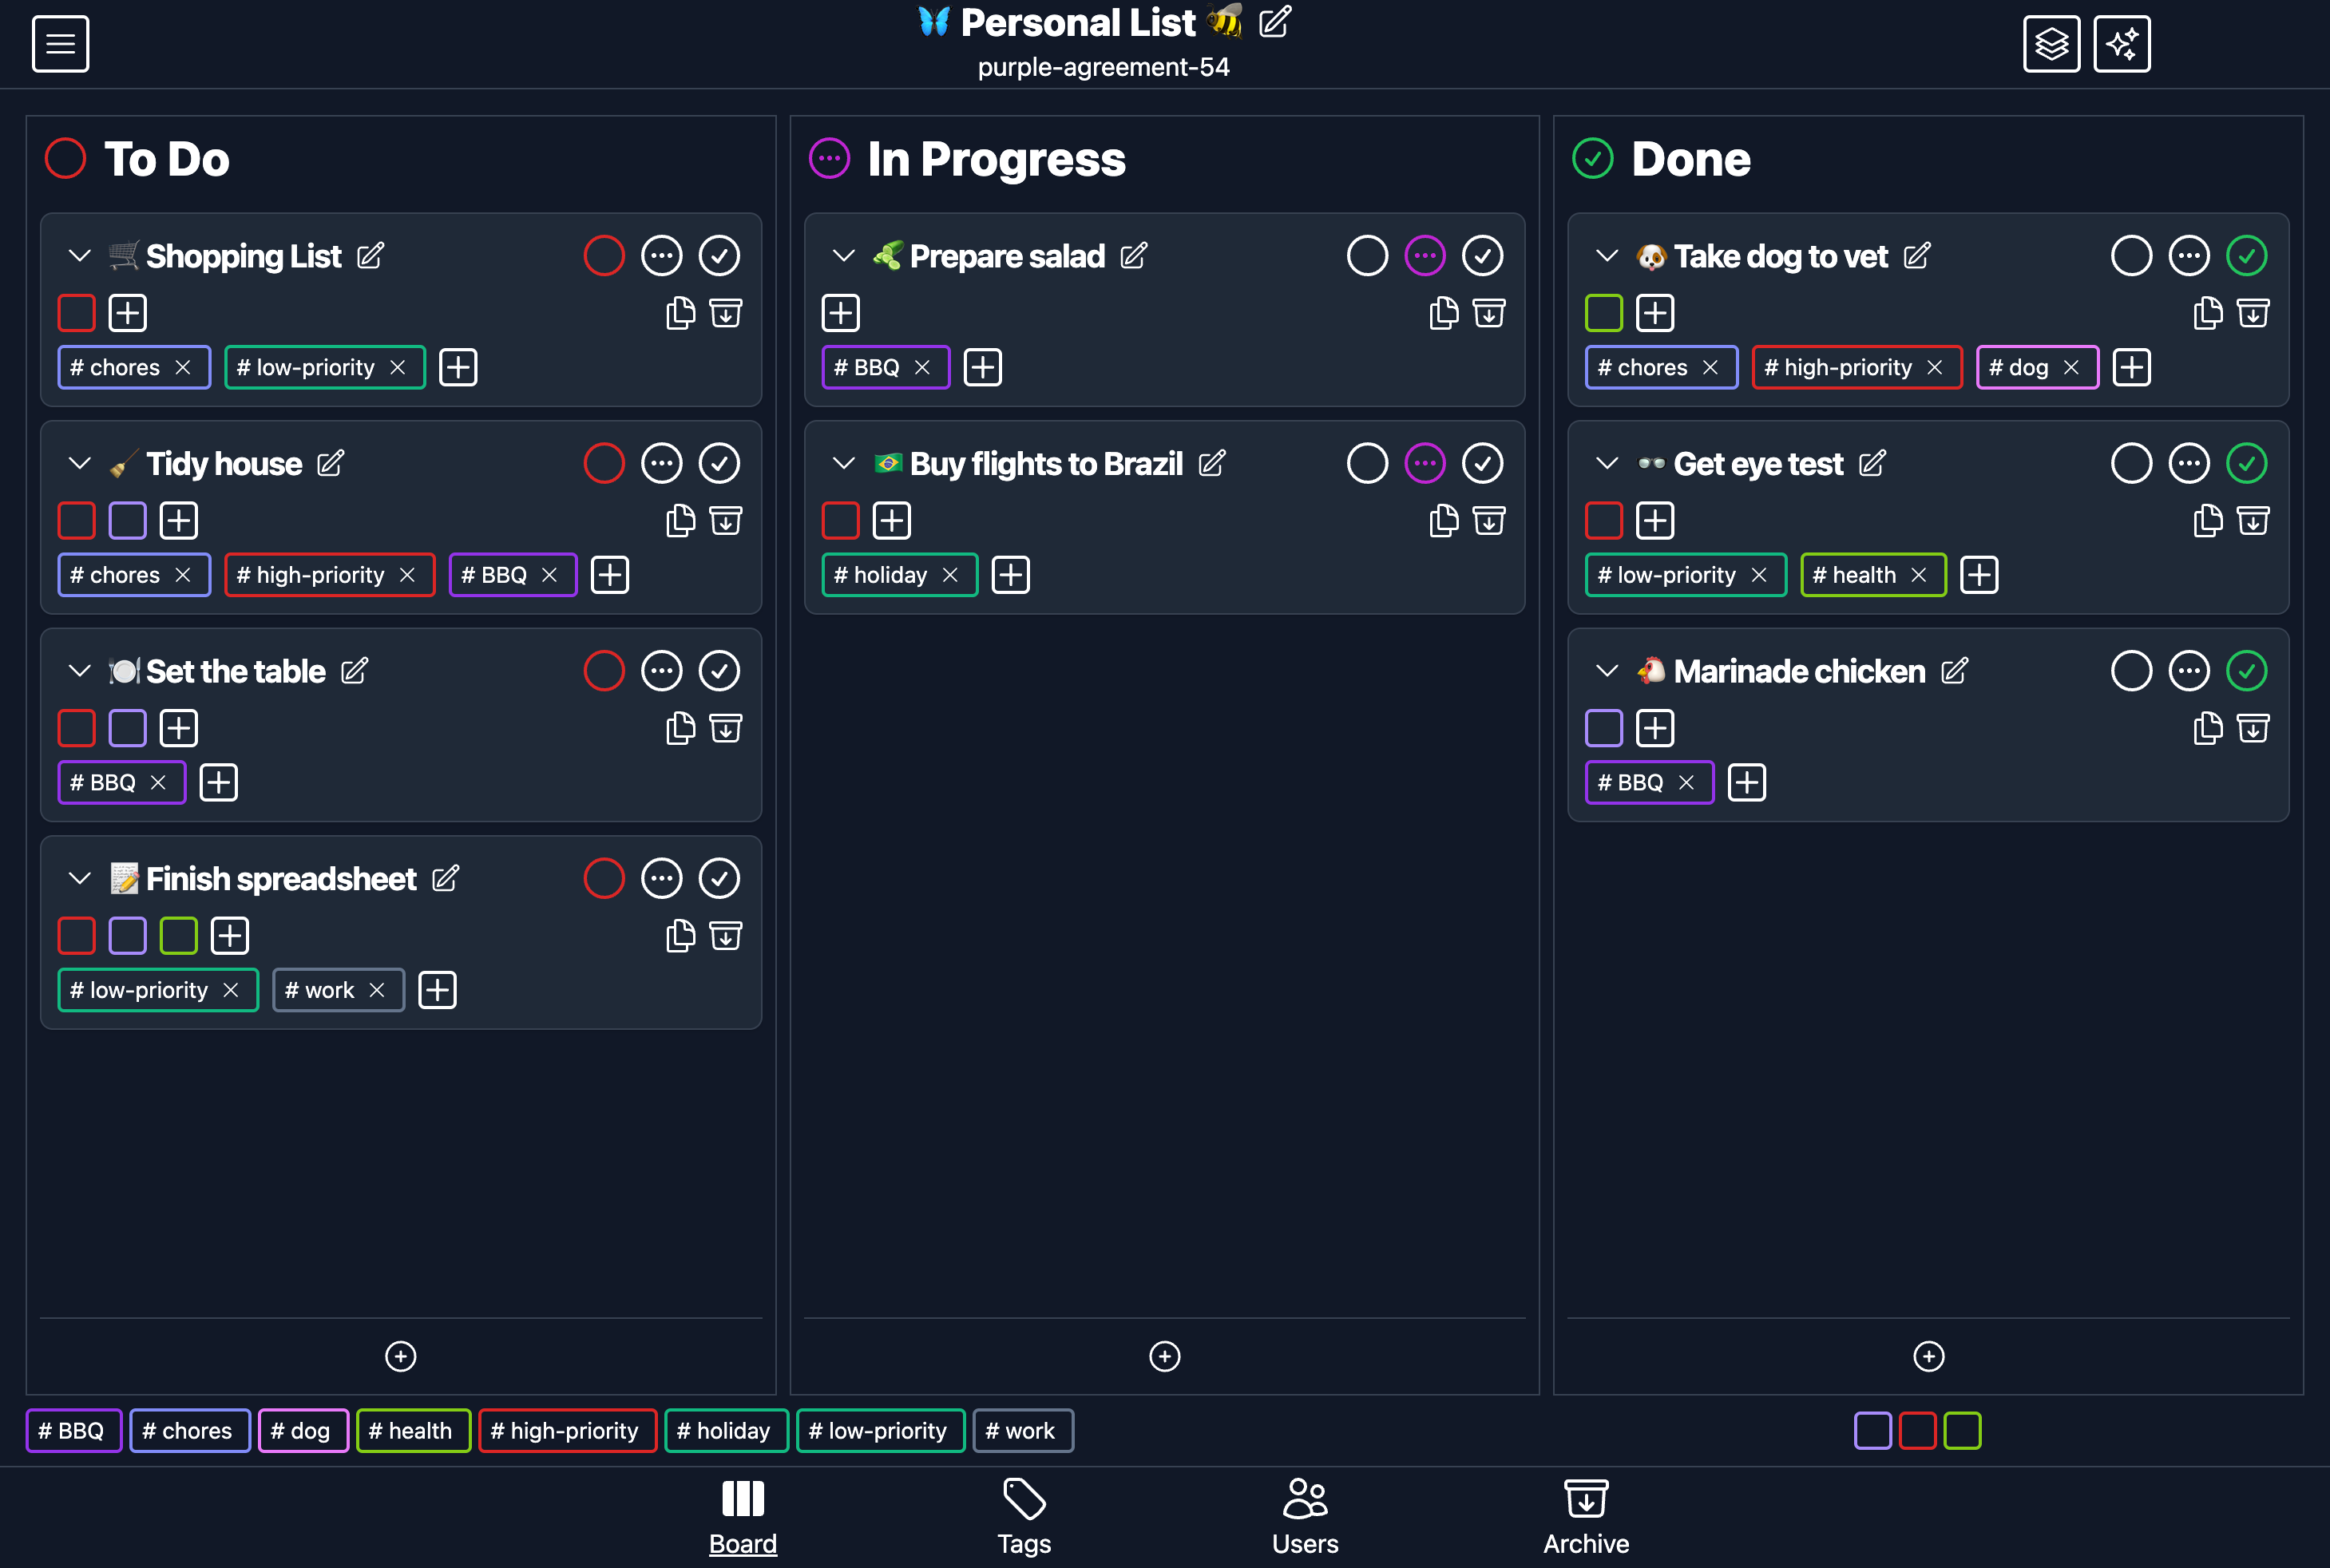 Personal List
purple-agreement-54
To Do
Shopping List
# chores
# low-priority
Tidy house
# chores
# high-priority
# BBQ
Set the table
# BBQ
Finish spreadsheet
# low-priority
# work
In Progress
Prepare salad
# BBQ
Buy flights to Brazil
# holiday
Done
Take dog to vet
# chores
# high-priority
# dog
Get eye test
# low-priority
# health
Marinade chicken
# BBQ
# BBQ
# chores
# dog
# health
# high-priority
# holiday
# low-priority
# work
Board
Tags
Users
Archive